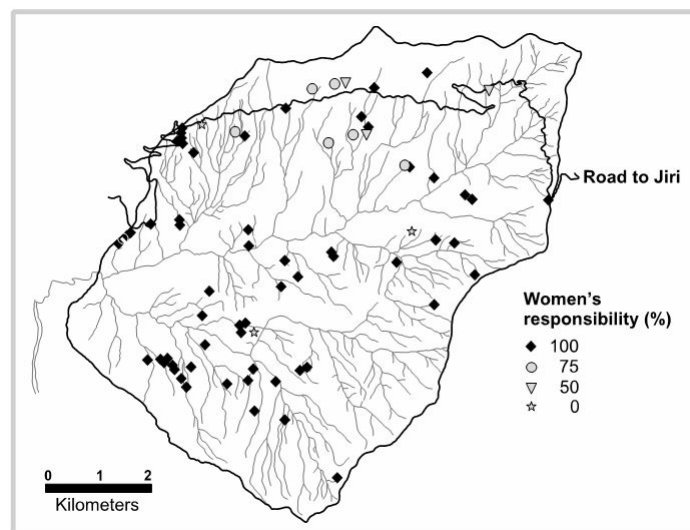 Road to Jiri
Women's
responsibility (%)
100
75
50
0
0 1 2
Kilometers